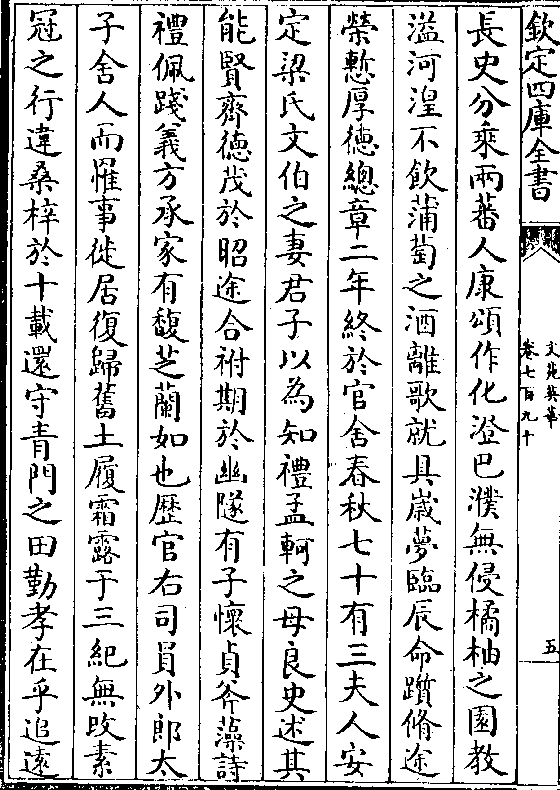 欽定四庫全書
文苑英華
卷七百九十
五
長史分乘兩蕃人康頌作化澄巴濮無侵橘柚之園教
溢河湟不飲蒲萄之酒離歌就具嵗夢臨辰命躓脩途
榮慙厚德總章二年終於官舍春秋七十有三夫人安
定梁氏文伯之妻君子以為知禮孟軻之母良史述其
能賢齊德茂於昭途合祔期於幽隧有子懷貞斧藻詩
禮佩踐義方承家有馥芝蘭如也歴官右司員外郎太
子舍人而罹事徙居復歸舊土履霜露于三紀無改素
冠之行違桑梓於十載還守青門之田勤孝在乎追逺